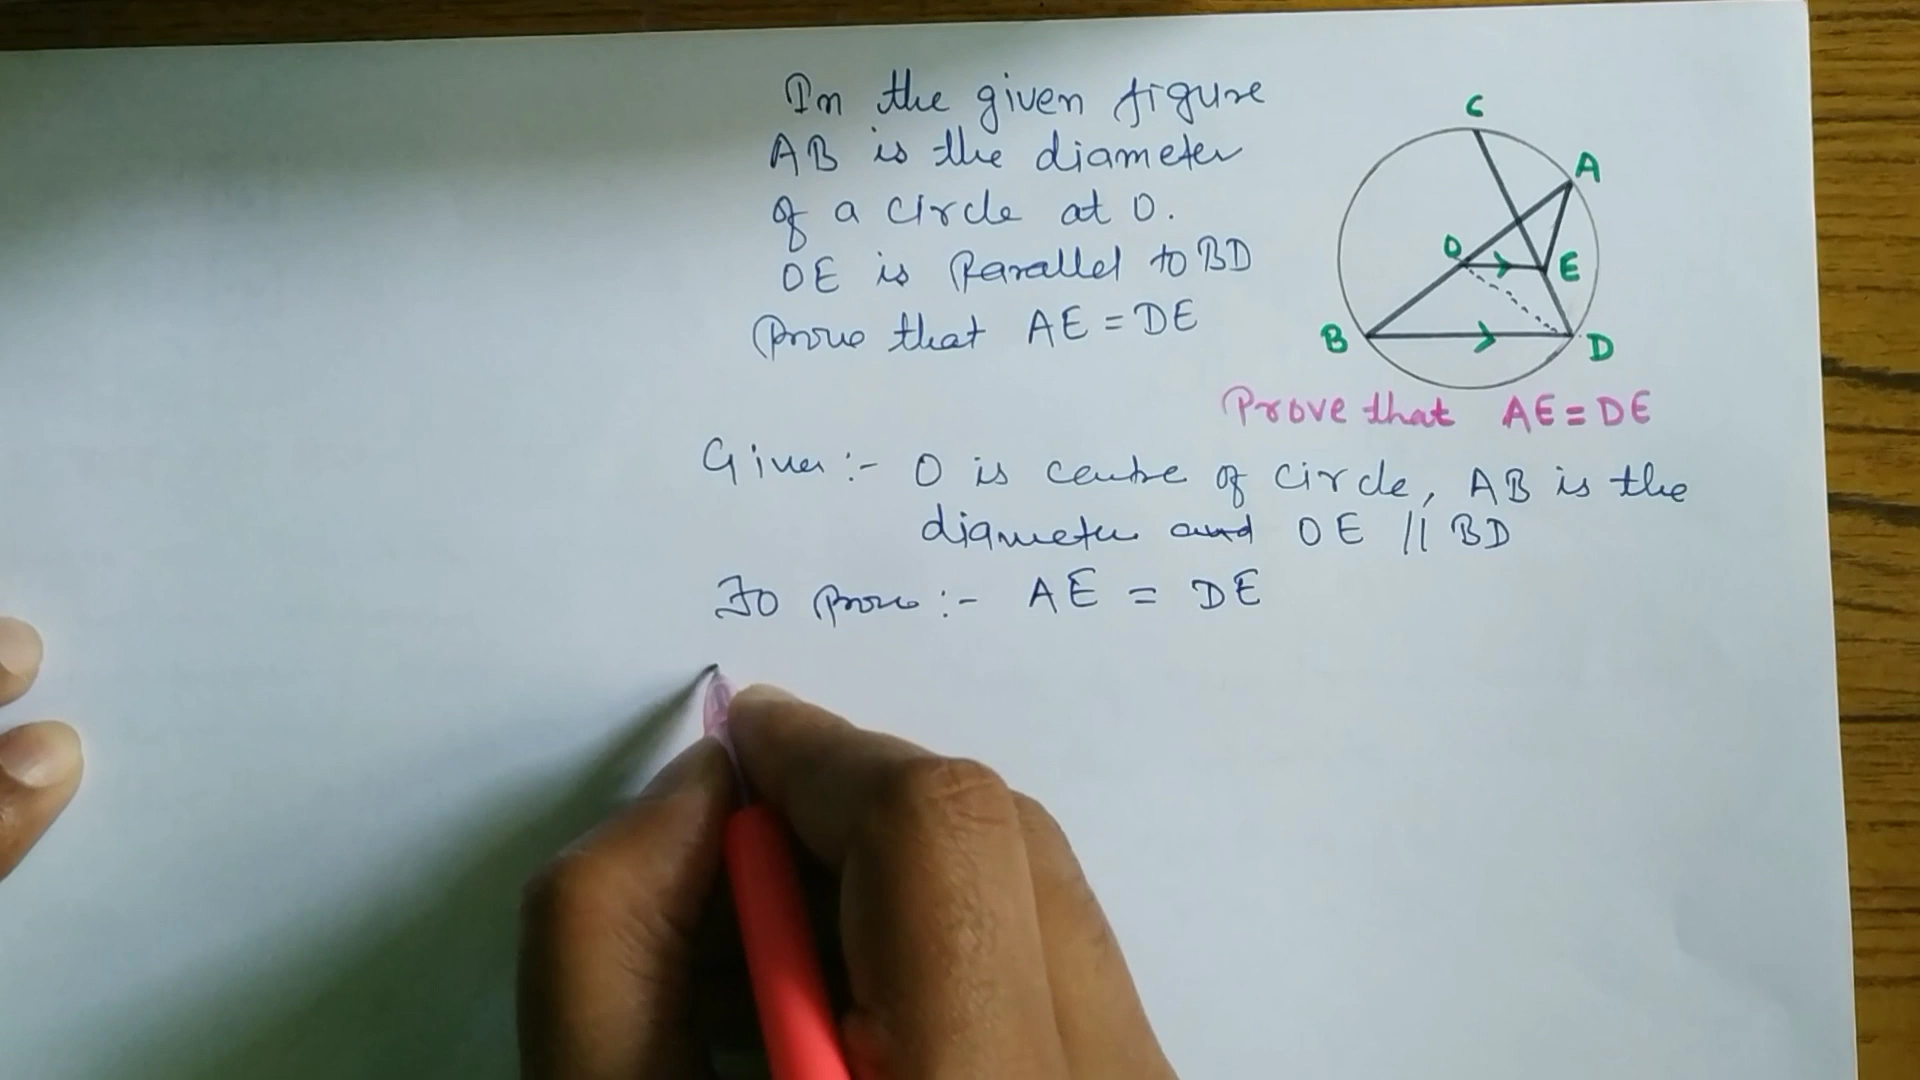 In the given figure
AB is the diameter
of a circle at O.
OE is Parallel to BD
Prove that AE = DE
C
A
O
E
B
D
Prove that AE = DE
Given :- O is centre of circle, AB is the
diameter and OE // BD
To prove :- AE = DE